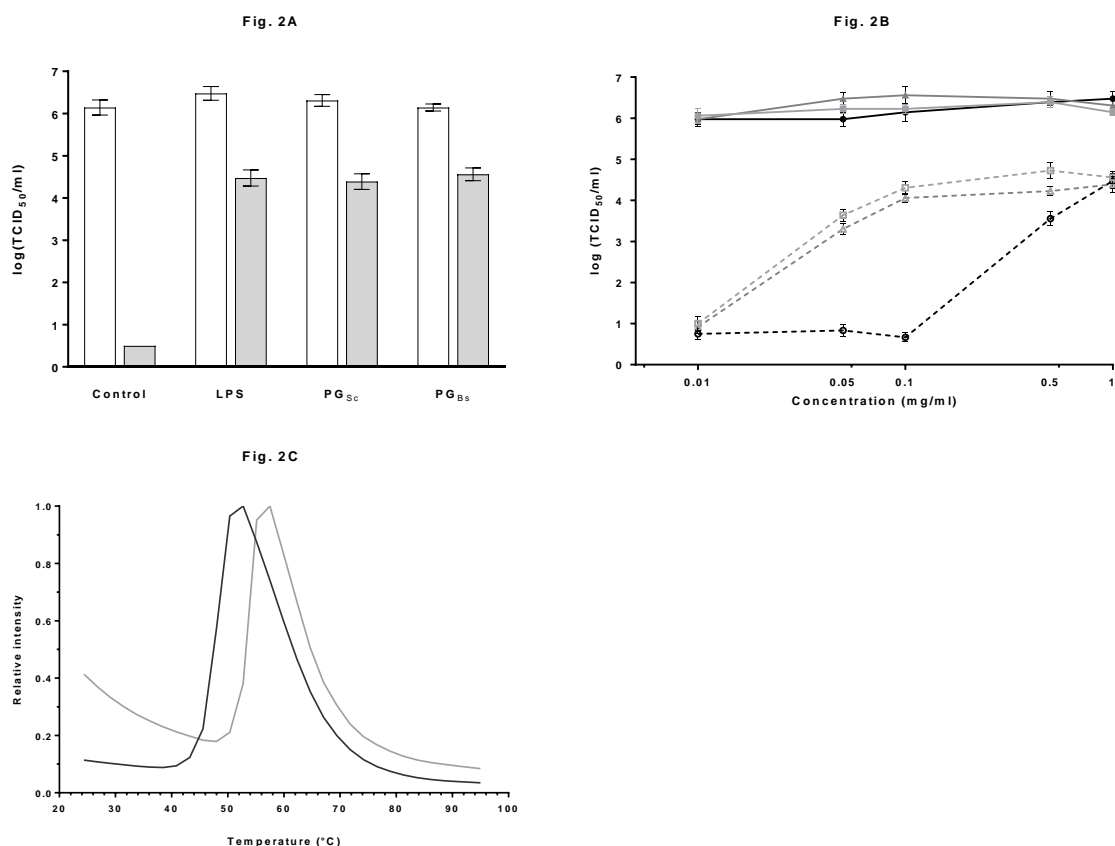 Fig. 2A
log(TCID50/ml)
7
6
5
4
3
2
1
0
Control LPS PGSc PGBs
Fig. 2B
log (TCID50/ml)
7
6
5
4
3
2
1
0
0.01 0.05 0.1 0.5 1
Concentration (mg/ml)
Fig. 2C
Relative intensity
1.0
0.8
0.6
0.4
0.2
0.0
20 30 40 50 60 70 80 90 100
Temperature (°C)